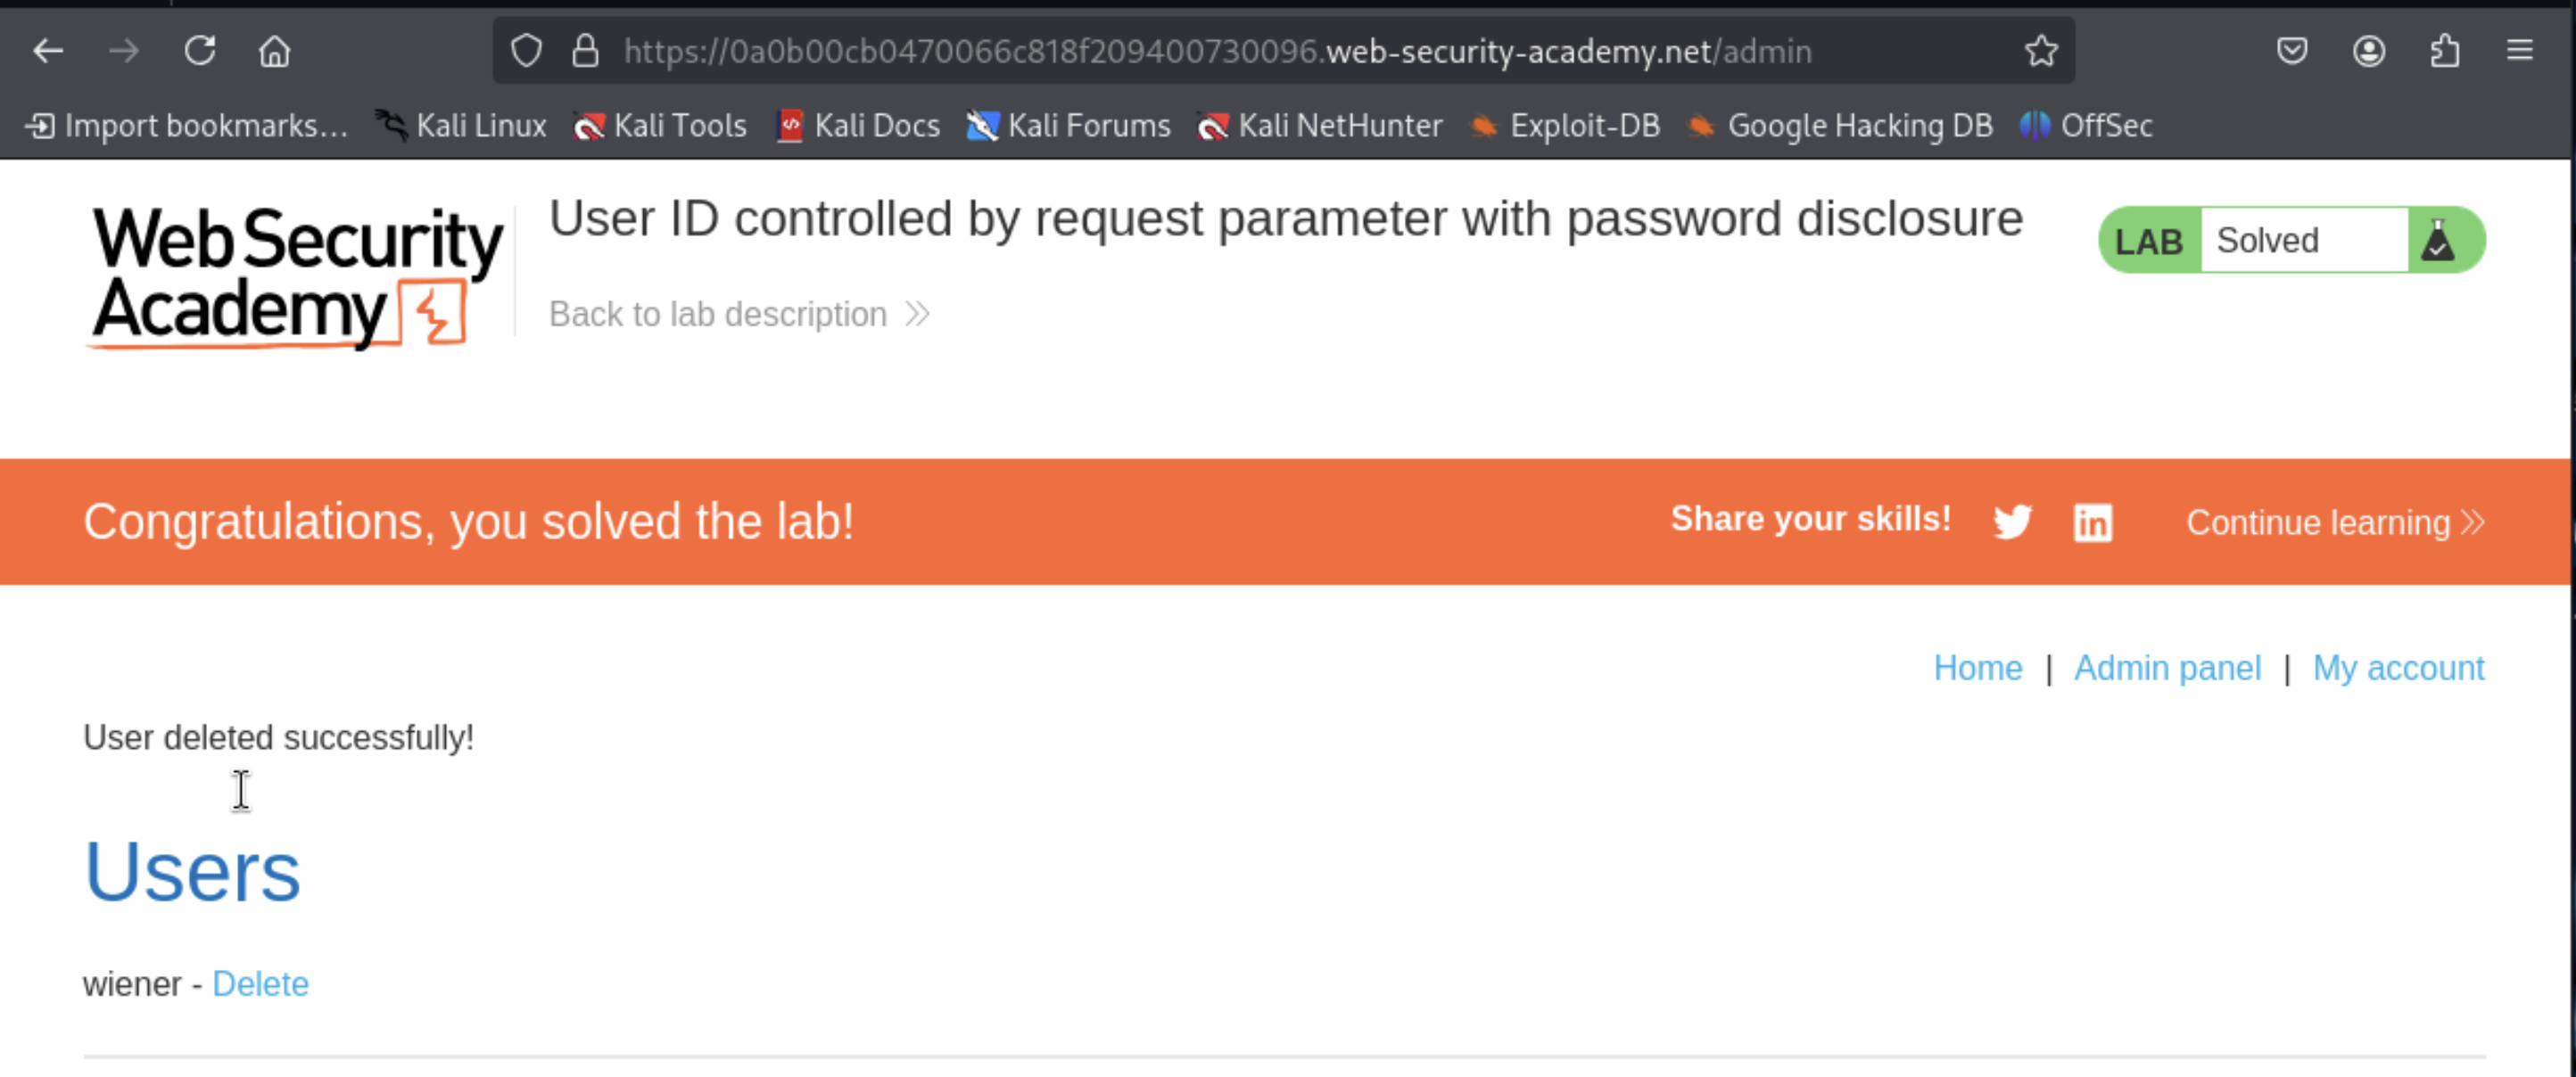 https://0a0b00cb0470066c818f209400730096.web-security-academy.net/admin
Import bookmarks... Kali Linux Kali Tools Kali Docs Kali Forums Kali NetHunter Exploit-DB Google Hacking DB OffSec
Web Security
Academy
User ID controlled by request parameter with password disclosure
LAB Solved
Back to lab description
Congratulations, you solved the lab!
Share your skills!
Continue learning
Home | Admin panel | My account
User deleted successfully!
Users
wiener - Delete